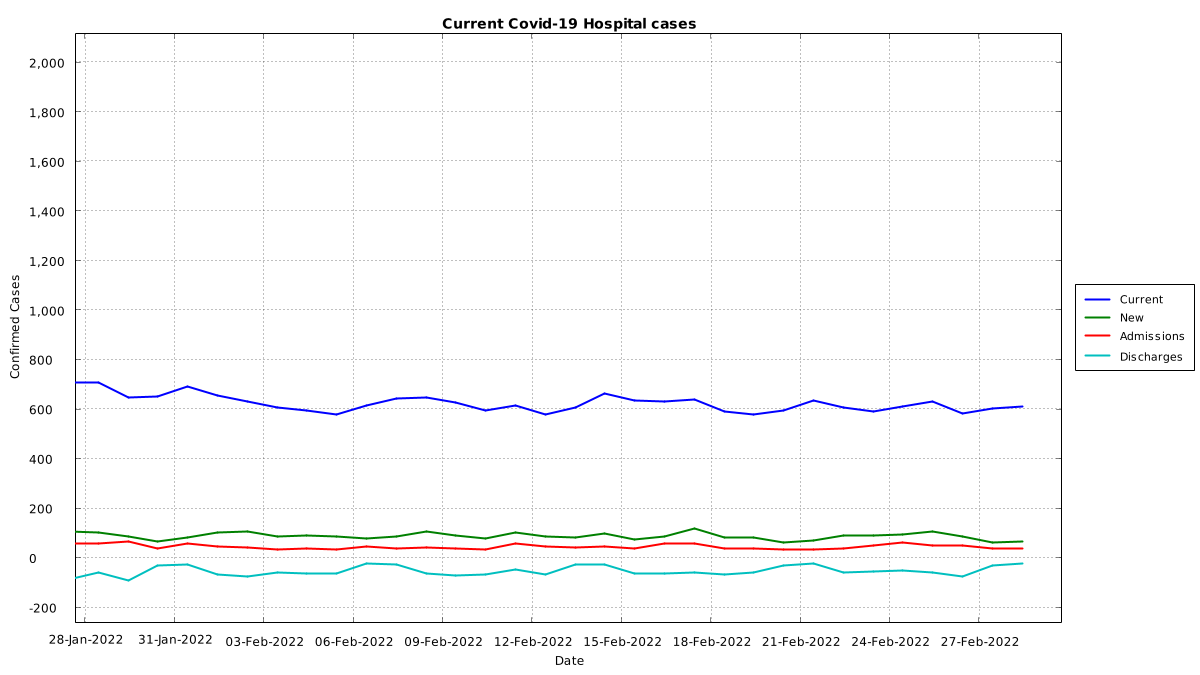 Current Covid-19 Hospital cases
2,000
1,800
1,600
1,400
1,200
1,000
800
600
400
200
0
-200
Confirmed Cases
28-Jan-2022 31-Jan-2022 03-Feb-2022 06-Feb-2022 09-Feb-2022 12-Feb-2022 15-Feb-2022 18-Feb-2022 21-Feb-2022 24-Feb-2022 27-Feb-2022
Date
Current
New
Admissions
Discharges